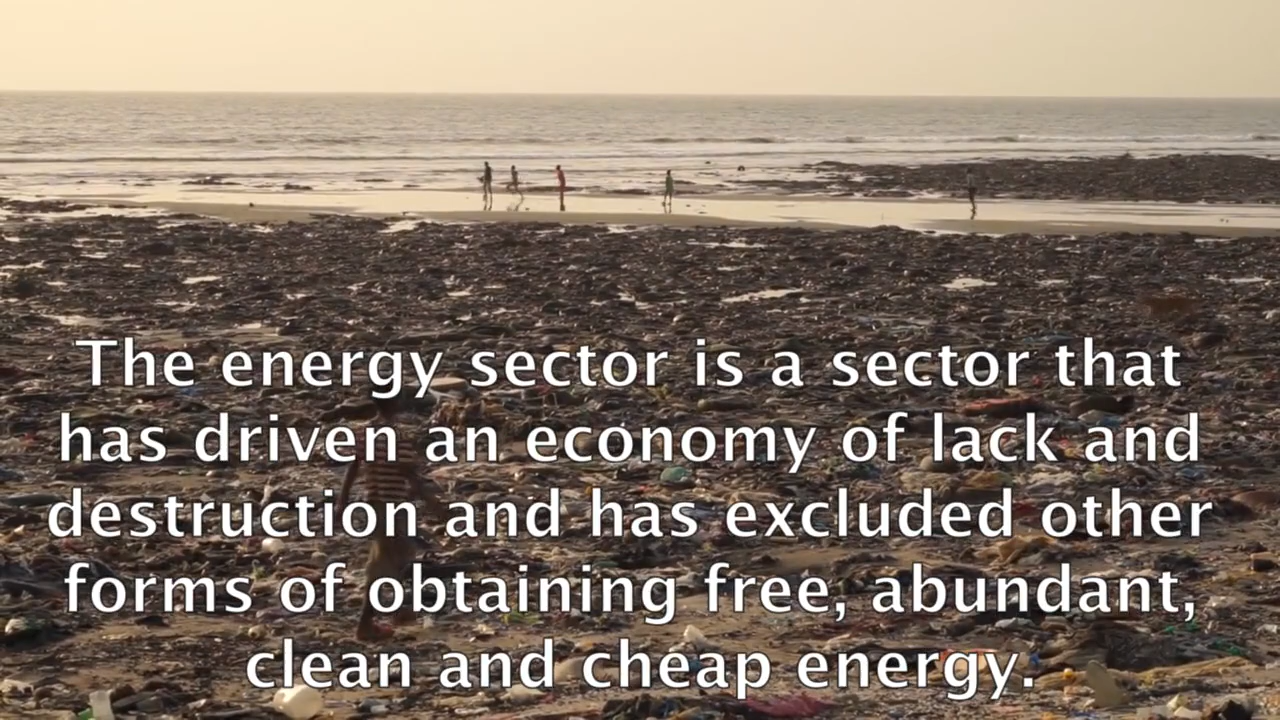 The energy sector is a sector that
has driven an economy of lack and
destruction and has excluded other
forms of obtaining free, abundant,
clean and cheap energy.